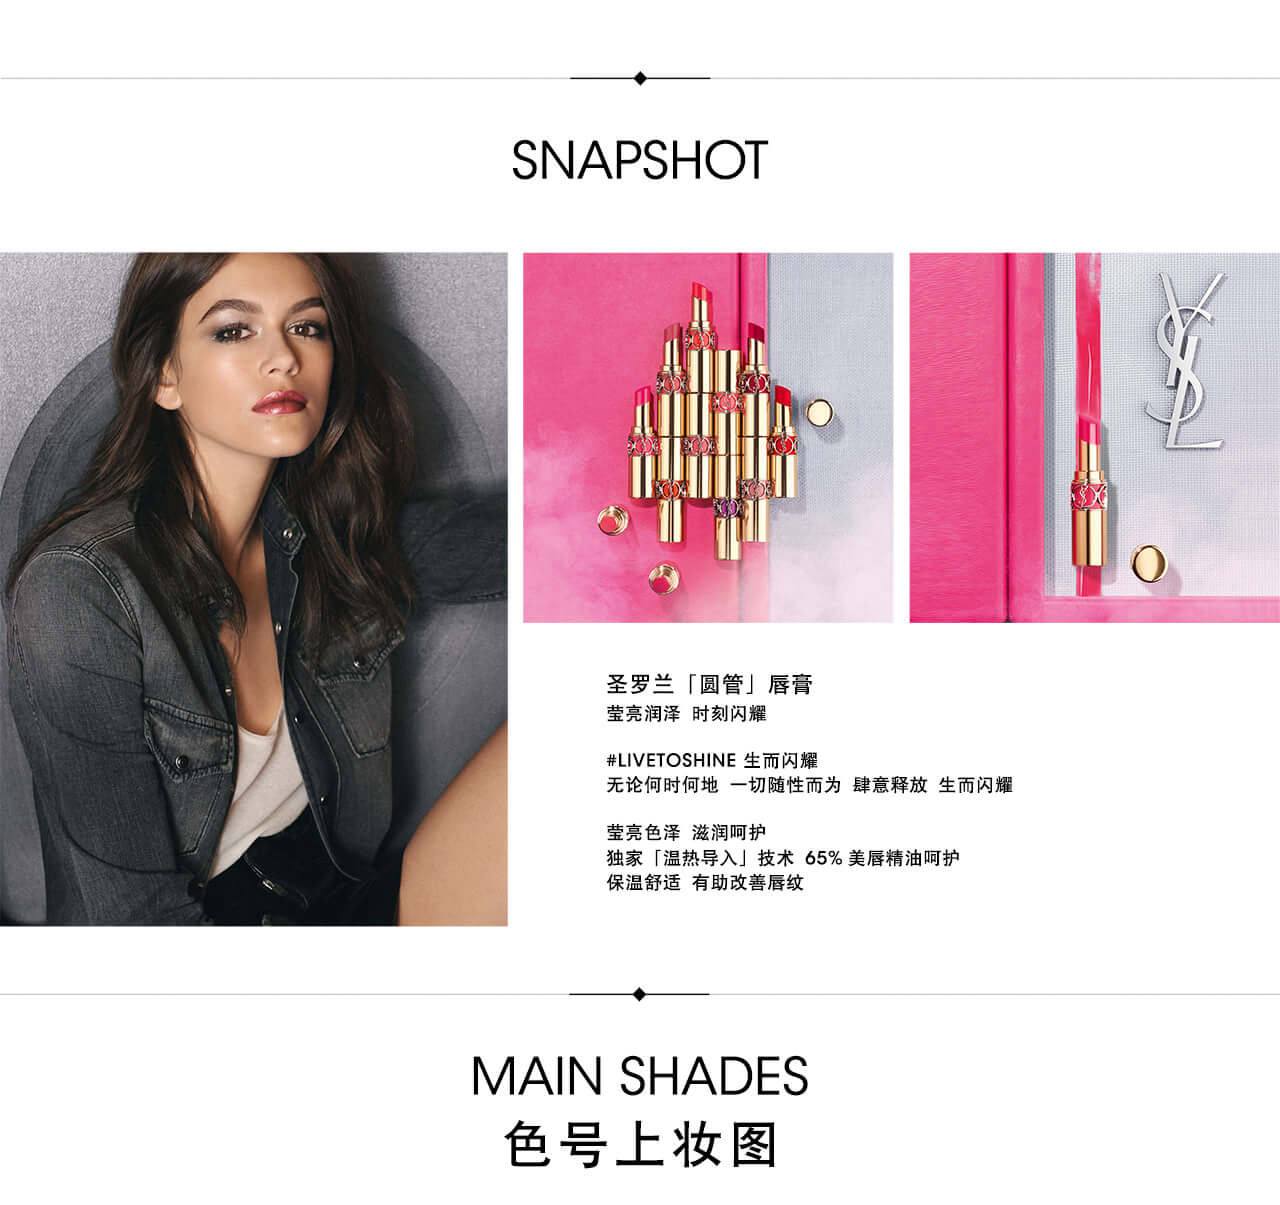 SNAPSHOT
YSL
圣罗兰「圆管」唇膏
莹亮润泽 时刻闪耀
#LIVETOSHINE 生而闪耀
无论何时何地 一切随性而为 肆意释放 生而闪耀
莹亮色泽 滋润呵护
独家「温热导入」技术 65% 美唇精油呵护
保温舒适 有助改善唇纹
MAIN SHADES
色号上妆图